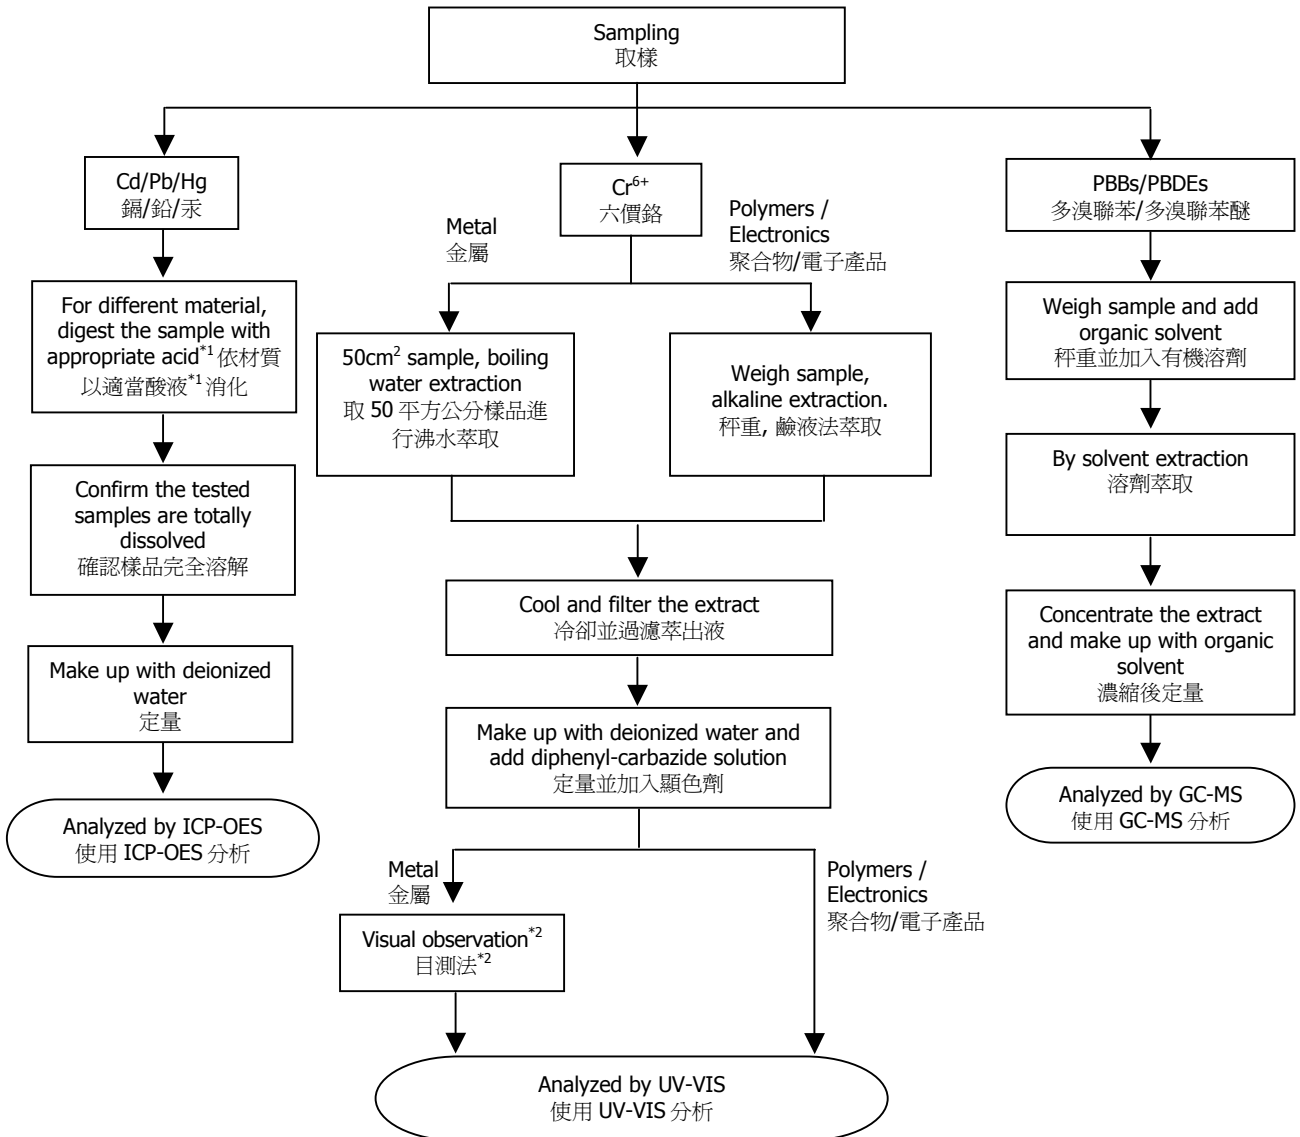 Sampling
取樣
Cd/Pb/Hg
鎘/鉛/汞
For different material,
digest the sample with
appropriate acid*1 依材質
以適當酸液*1 消化
Confirm the tested
samples are totally
dissolved
確認樣品完全溶解
Make up with deionized
water
定量
Analyzed by ICP-OES
使用 ICP-OES 分析
Cr6+
六價鉻
Metal
金屬
Polymers /
Electronics
聚合物/電子產品
50cm2 sample, boiling
water extraction
取 50 平方公分樣品進
行沸水萃取
Weigh sample,
alkaline extraction.
秤重, 鹼液法萃取
Cool and filter the extract
冷卻並過濾萃出液
Make up with deionized water and
add diphenyl-carbazide solution
定量並加入顯色劑
Metal
金屬
Polymers /
Electronics
聚合物/電子產品
Visual observation*2
目測法*2
Analyzed by UV-VIS
使用 UV-VIS 分析
PBBs/PBDEs
多溴聯苯/多溴聯苯醚
Weigh sample and add
organic solvent
秤重並加入有機溶劑
By solvent extraction
溶劑萃取
Concentrate the extract
and make up with organic
solvent
濃縮後定量
Analyzed by GC-MS
使用 GC-MS 分析